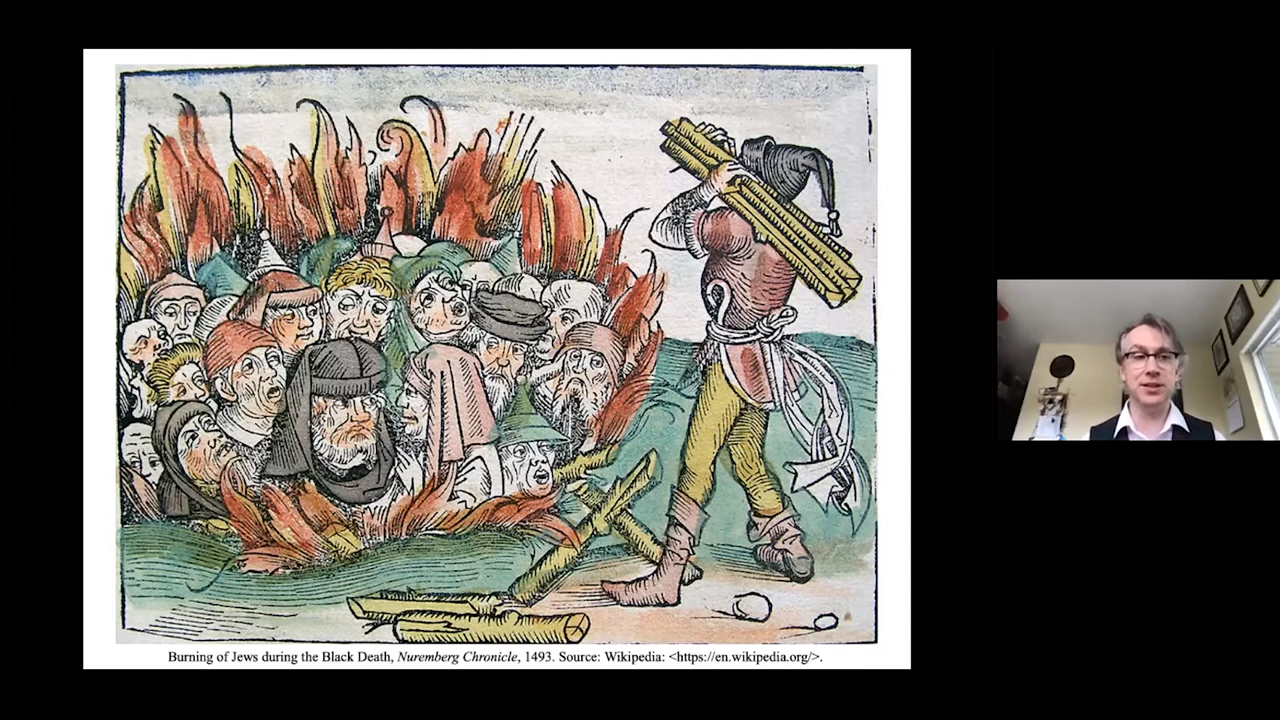 Burning of Jews during the Black Death, Nuremberg Chronicle, 1493. Source: Wikipedia: <https://en.wikipedia.org/>.